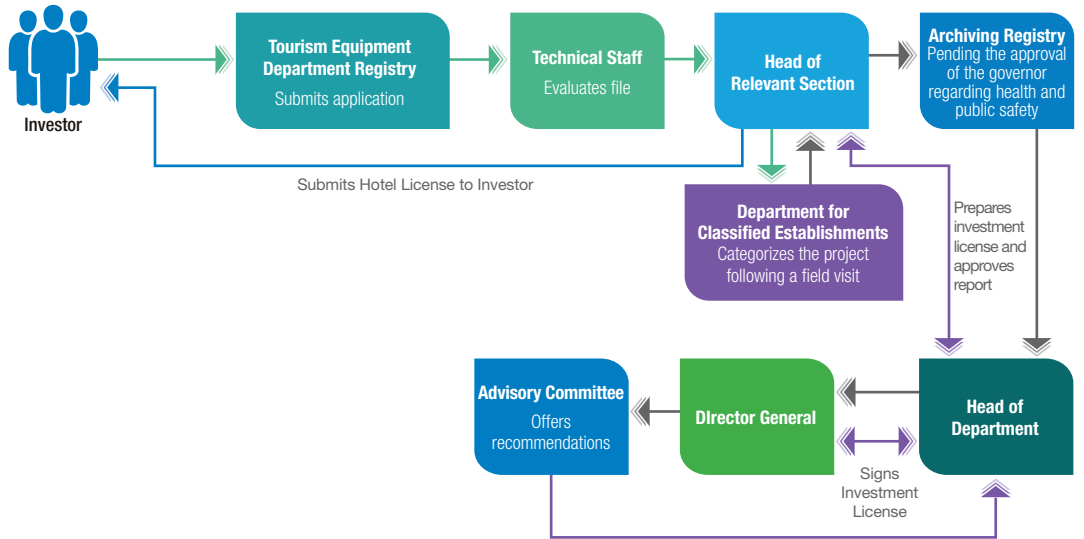 Investor
Tourism Equipment
Department Registry
Submits application
Technical Staff
Evaluates file
Head of
Relevant Section
Archiving Registry
Pending the approval
of the governor
regarding health and
public safety
Submits Hotel License to Investor
Department for
Classified Establishments
Categorizes the project
following a field visit
Prepares
investment
license and
approves
report
Advisory Committee
Offers
recommendations
DIrector General
Head of
Department
Signs
Investment
License